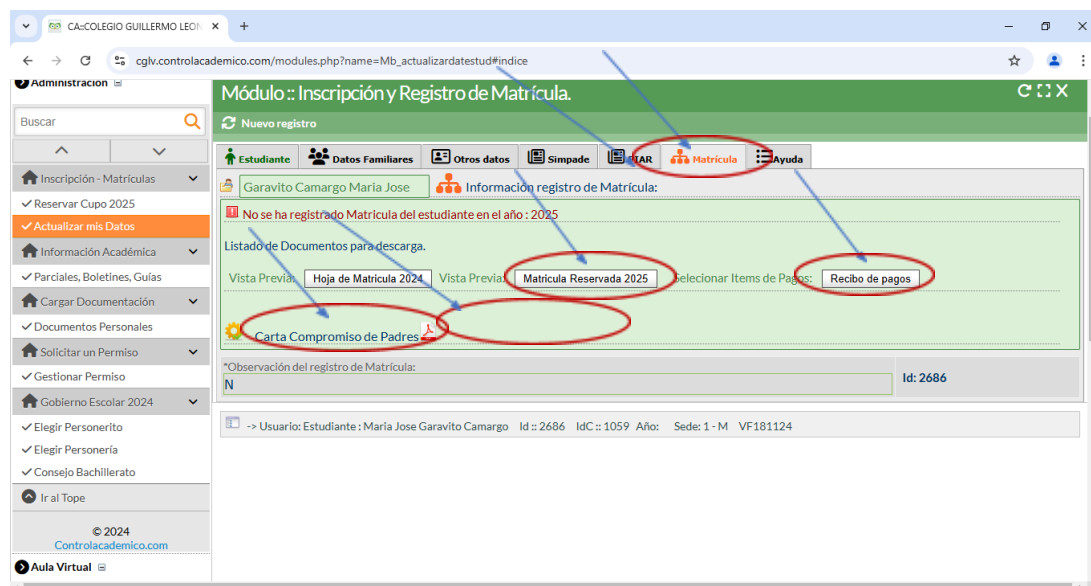 CA::COLEGIO GUILLERMO LEON
cglv.controlacademico.com/modules.php?name=Mb_actualizardatestud#indice
Administración
Buscar
Inscripción - Matrículas
Reservar Cupo 2025
Actualizar mis Datos
Información Académica
Parciales, Boletines, Guías
Cargar Documentación
Documentos Personales
Solicitar un Permiso
Gestionar Permiso
Gobierno Escolar 2024
Elegir Personerito
Elegir Personería
Consejo Bachillerato
Ir al Tope
© 2024
Controlacademico.com
Aula Virtual
Módulo :: Inscripción y Registro de Matrícula.
Nuevo registro
Estudiante Datos Familiares Otros datos Simpade PIAR Matrícula Ayuda
Garavito Camargo Maria Jose Información registro de Matrícula:
No se ha registrado Matricula del estudiante en el año : 2025
Listado de Documentos para descarga.
Vista Previa: Hoja de Matricula 2024 Vista Previa: Matricula Reservada 2025 Selecionar Items de Pagos: Recibo de pagos
Carta Compromiso de Padres
*Observación del registro de Matrícula:
N
Id: 2686
-> Usuario: Estudiante : Maria Jose Garavito Camargo Id :: 2686 IdC :: 1059 Año: Sede: 1 - M VF181124